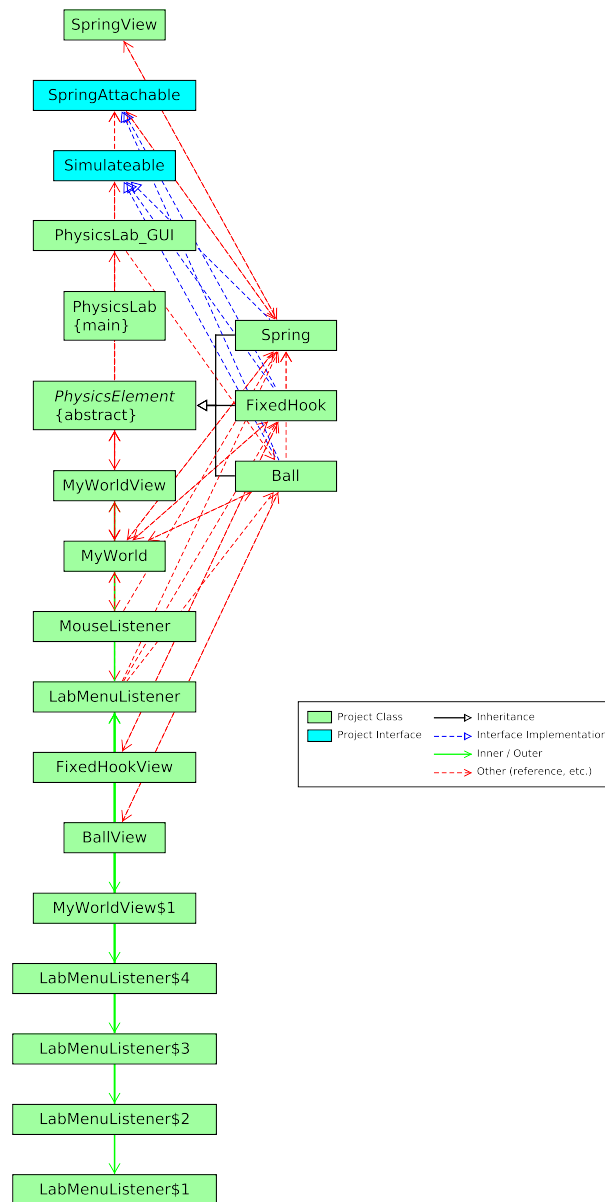 SpringView
SpringAttachable
Simulateable
PhysicsLab_GUI
PhysicsLab
{main}
Spring
PhysicsElement
{abstract}
FixedHook
MyWorldView
Ball
MyWorld
MouseListener
LabMenuListener
Project Class
Inheritance
Project Interface
Interface Implementation
Inner / Outer
Other (reference, etc.)
FixedHookView
BallView
MyWorldView$1
LabMenuListener$4
LabMenuListener$3
LabMenuListener$2
LabMenuListener$1